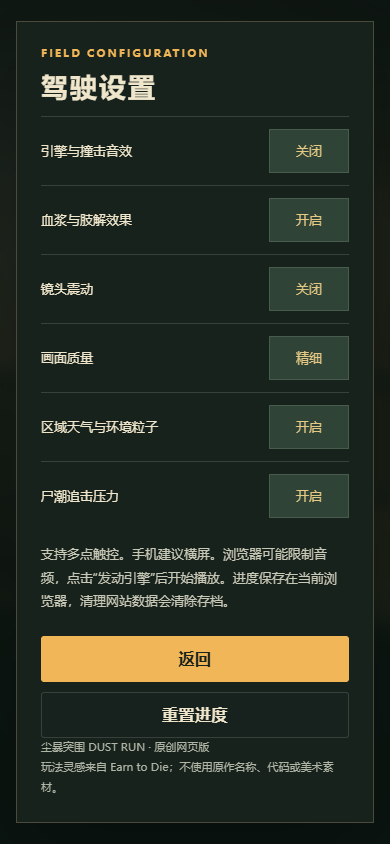 FIELD CONFIGURATION
驾驶设置
引擎与撞击音效
关闭
血浆与肢解效果
开启
镜头震动
关闭
画面质量
精细
区域天气与环境粒子
开启
尸潮追击压力
开启
支持多点触控。手机建议横屏。浏览器可能限制音
频，点击“发动引擎”后开始播放。进度保存在当前浏
览器，清理网站数据会清除存档。
返回
重置进度
尘暴突围 DUST RUN · 原创网页版
玩法灵感来自 Earn to Die；不使用原作名称、代码或美术素
材。